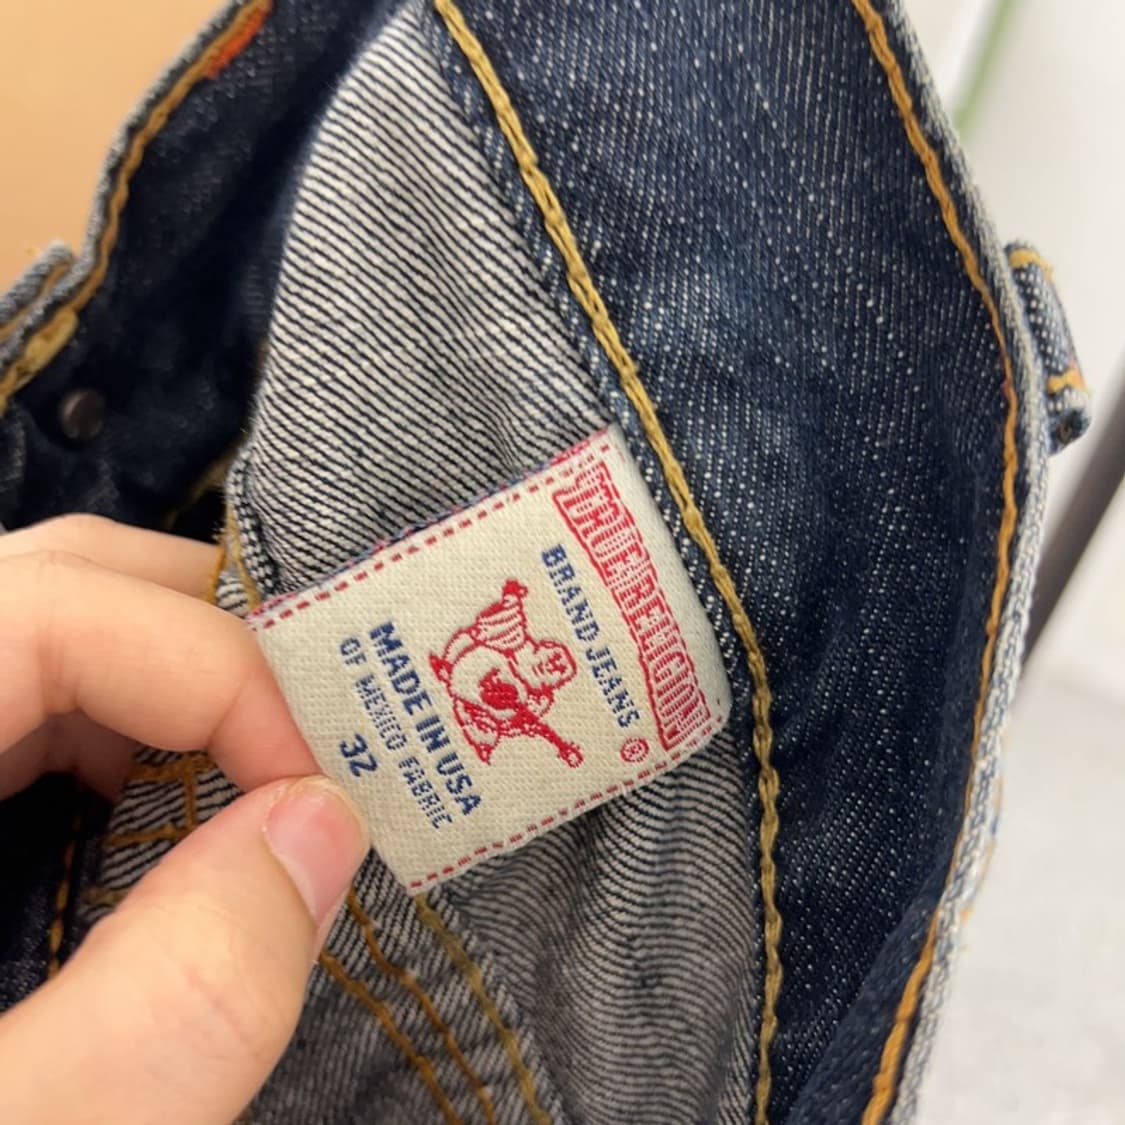 TRUE RELIGION
BRAND JEANS ®
MADE IN USA
OF MEXICO FABRIC
32